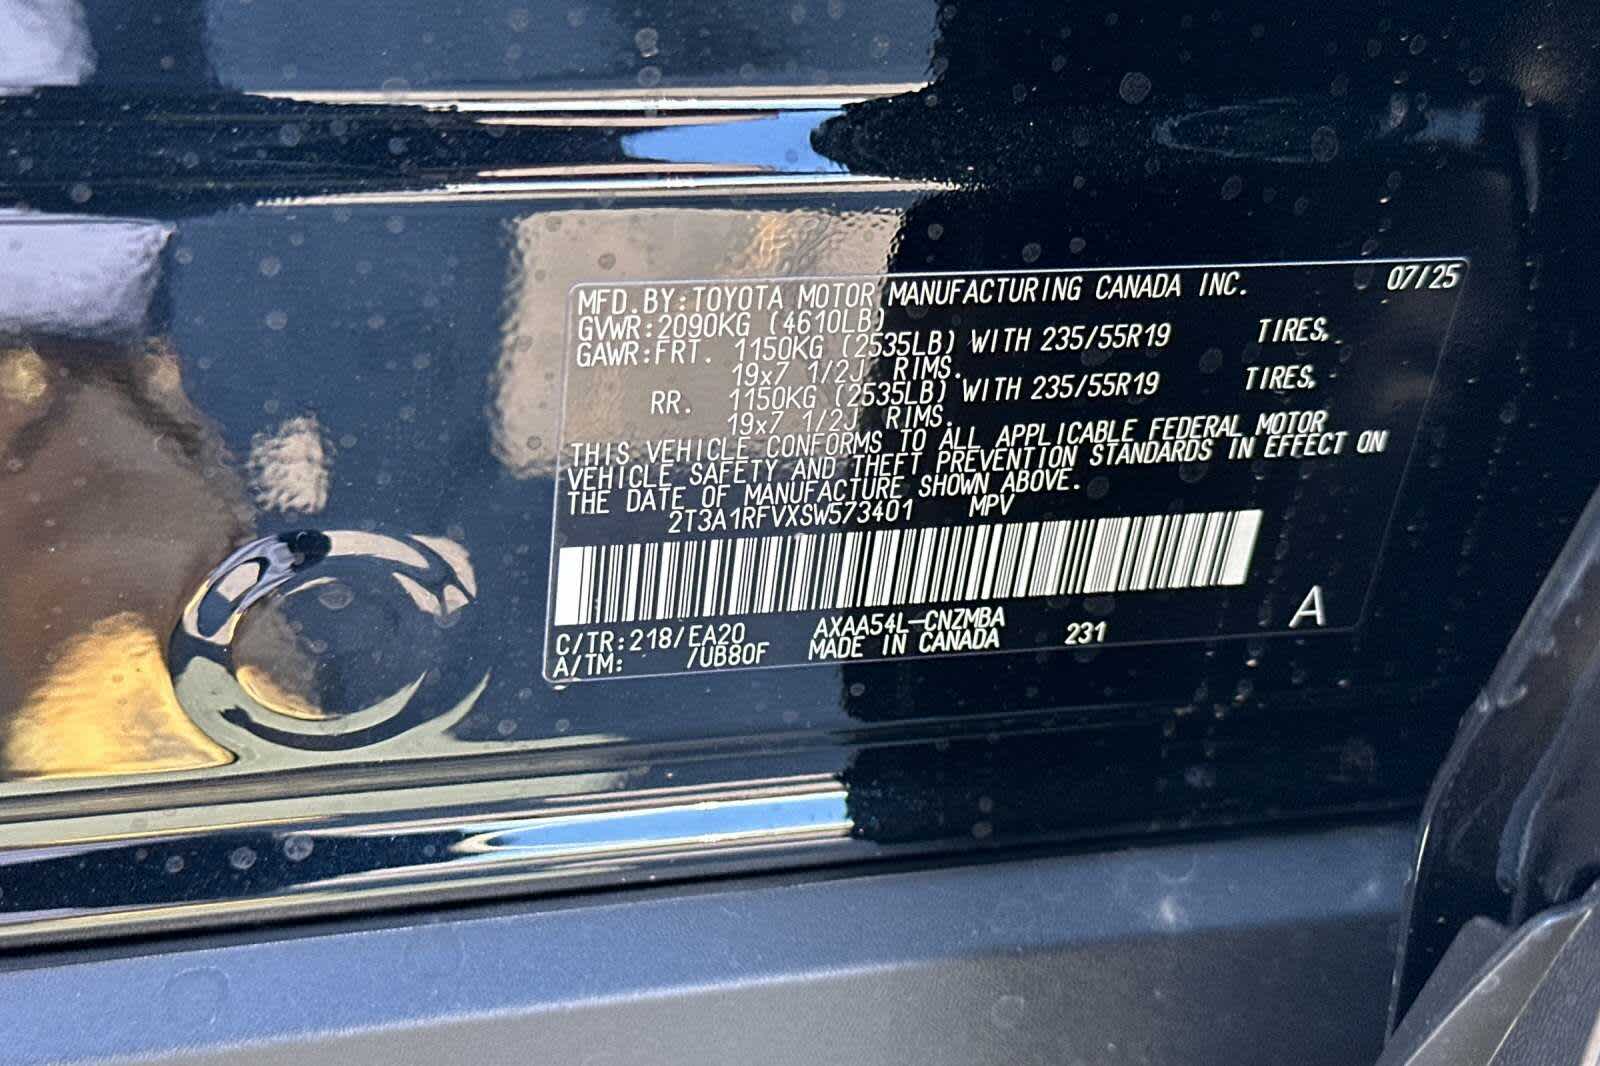 MFD.BY:TOYOTA MOTOR MANUFACTURING CANADA INC. 07/25
GVWR:2090KG (4610LB)
GAWR:FRT. 1150KG (2535LB) WITH 235/55R19 TIRES,
19x7 1/2J RIMS.
RR. 1150KG (2535LB) WITH 235/55R19 TIRES,
19x7 1/2J RIMS.
THIS VEHICLE CONFORMS TO ALL APPLICABLE FEDERAL MOTOR
VEHICLE SAFETY AND THEFT PREVENTION STANDARDS IN EFFECT ON
THE DATE OF MANUFACTURE SHOWN ABOVE.
2T3A1RFVXSW573401 MPV
C/TR:218/EA20 AXAA54L-CNZMBA 231 A
A/TM: /UB80F MADE IN CANADA